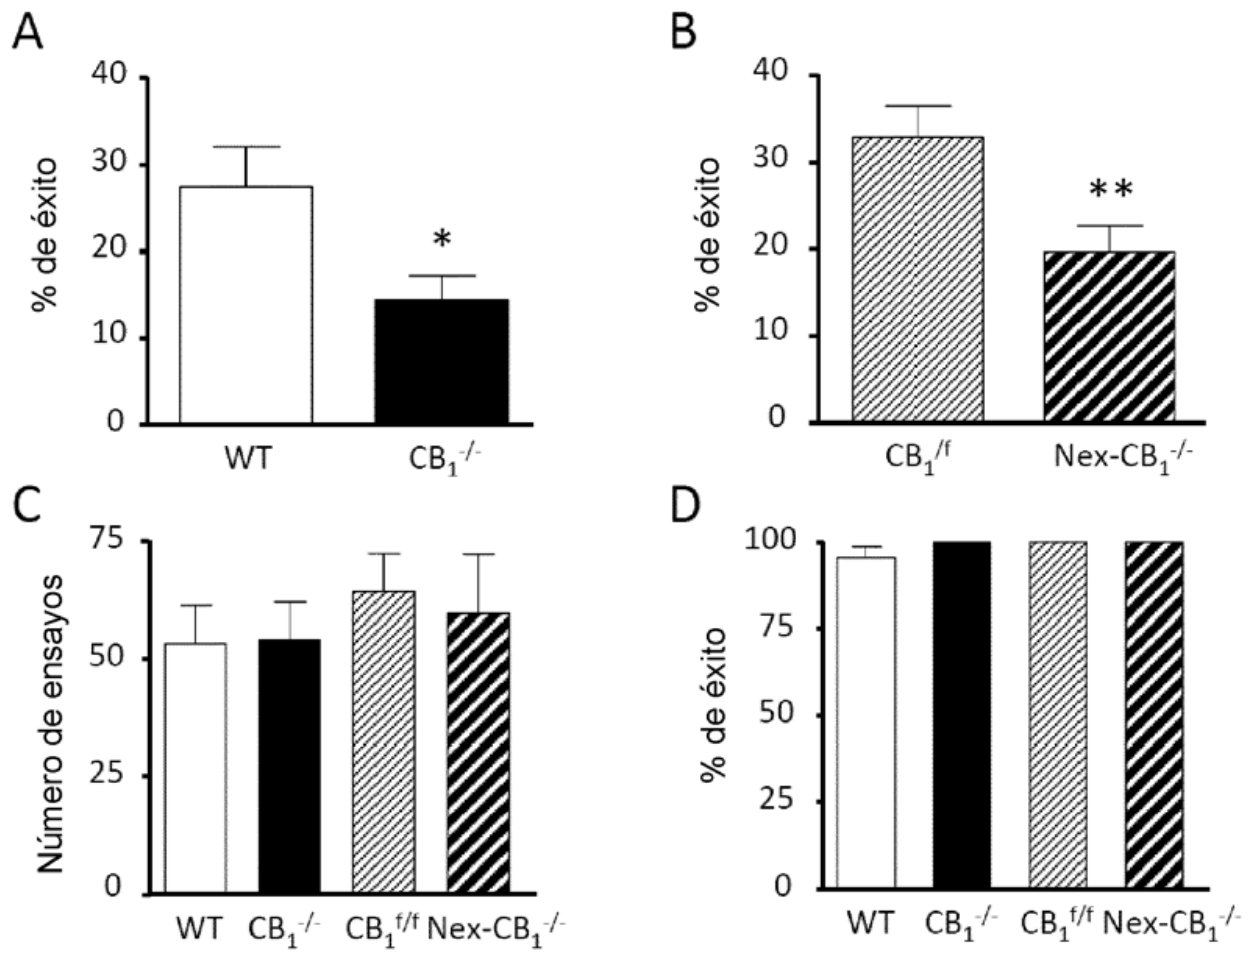 A
40
30
20
10
0
% de éxito
*
WT
CB1-/-
B
40
30
20
10
0
% de éxito
**
CB1/f
Nex-CB1-/-
C
75
50
25
0
Número de ensayos
WT
CB1-/-
CB1f/f
Nex-CB1-/-
D
100
75
50
25
0
% de éxito
WT
CB1-/-
CB1f/f
Nex-CB1-/-